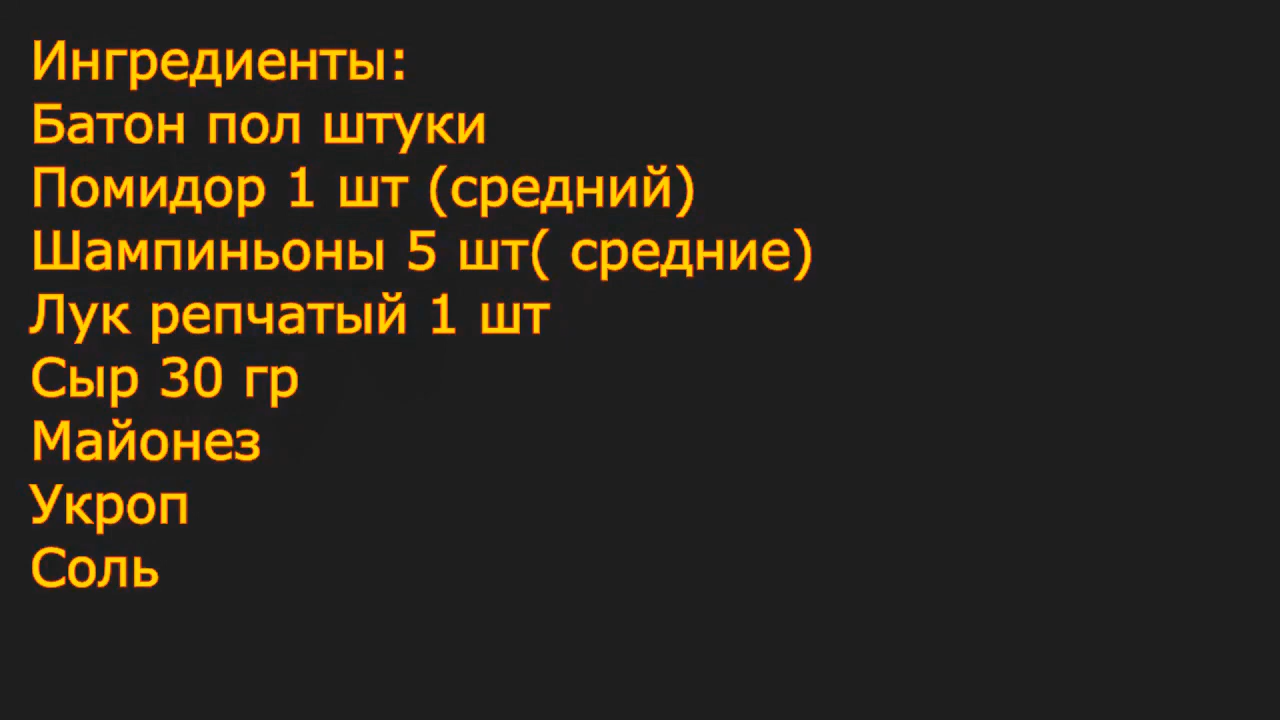 Ингредиенты:
Батон пол штуки
Помидор 1 шт (средний)
Шампиньоны 5 шт( средние)
Лук репчатый 1 шт
Сыр 30 гр
Майонез
Укроп
Соль